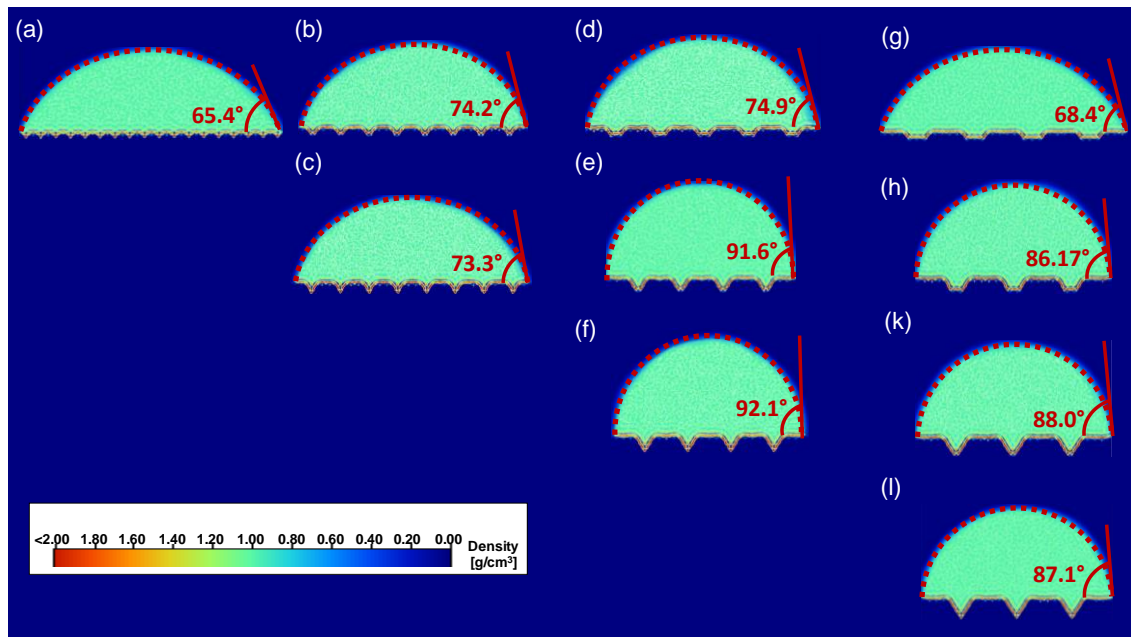 (a)
(b)
(d)
(g)
65.4°
74.2°
74.9°
68.4°
(c)
(e)
(h)
73.3°
91.6°
86.17°
(f)
(k)
92.1°
88.0°
(l)
87.1°
<2.00 1.80 1.60 1.40 1.20 1.00 0.80 0.60 0.40 0.20 0.00
Density
[g/cm³]